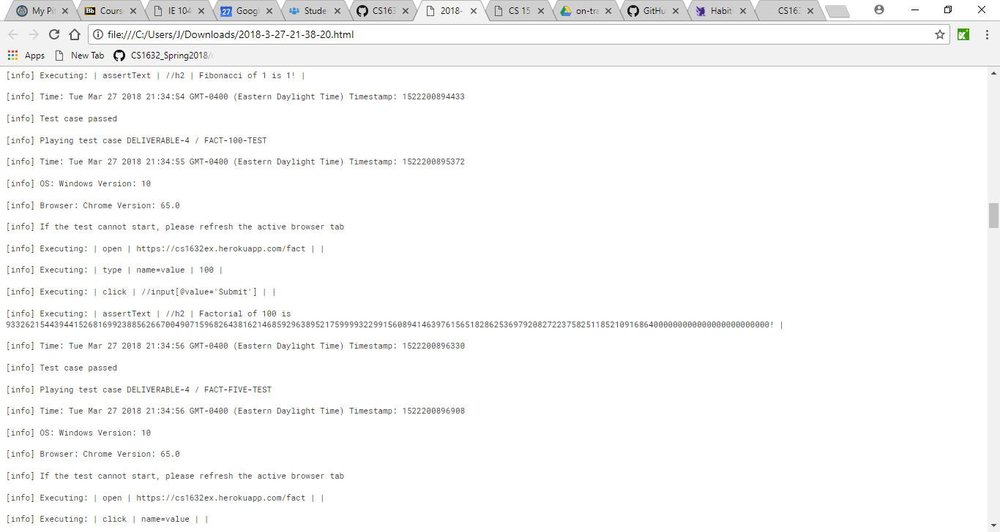 My Pi
Cours
IE 104
27 Googl
Stude
CS163
2018-
CS 15
on-tra
GitHu
Habiti
CS163
file:///C:/Users/J/Downloads/2018-3-27-21-38-20.html
Apps
New Tab
CS1632_Spring2018/
[info] Executing: | assertText | //h2 | Fibonacci of 1 is 1! |
[info] Time: Tue Mar 27 2018 21:34:54 GMT-0400 (Eastern Daylight Time) Timestamp: 1522200894433
[info] Test case passed
[info] Playing test case DELIVERABLE-4 / FACT-100-TEST
[info] Time: Tue Mar 27 2018 21:34:55 GMT-0400 (Eastern Daylight Time) Timestamp: 1522200895372
[info] OS: Windows Version: 10
[info] Browser: Chrome Version: 65.0
[info] If the test cannot start, please refresh the active browser tab
[info] Executing: | open | https://cs1632ex.herokuapp.com/fact | |
[info] Executing: | type | name=value | 100 |
[info] Executing: | click | //input[@value='Submit'] | |
[info] Executing: | assertText | //h2 | Factorial of 100 is
93326215443944152681699238856266700490715968264381621468592963895217599993229915608941463976156518286253697920827223758251185210916864000000000000000000000000! |
[info] Time: Tue Mar 27 2018 21:34:56 GMT-0400 (Eastern Daylight Time) Timestamp: 1522200896330
[info] Test case passed
[info] Playing test case DELIVERABLE-4 / FACT-FIVE-TEST
[info] Time: Tue Mar 27 2018 21:34:56 GMT-0400 (Eastern Daylight Time) Timestamp: 1522200896908
[info] OS: Windows Version: 10
[info] Browser: Chrome Version: 65.0
[info] If the test cannot start, please refresh the active browser tab
[info] Executing: | open | https://cs1632ex.herokuapp.com/fact | |
[info] Executing: | click | name=value | |